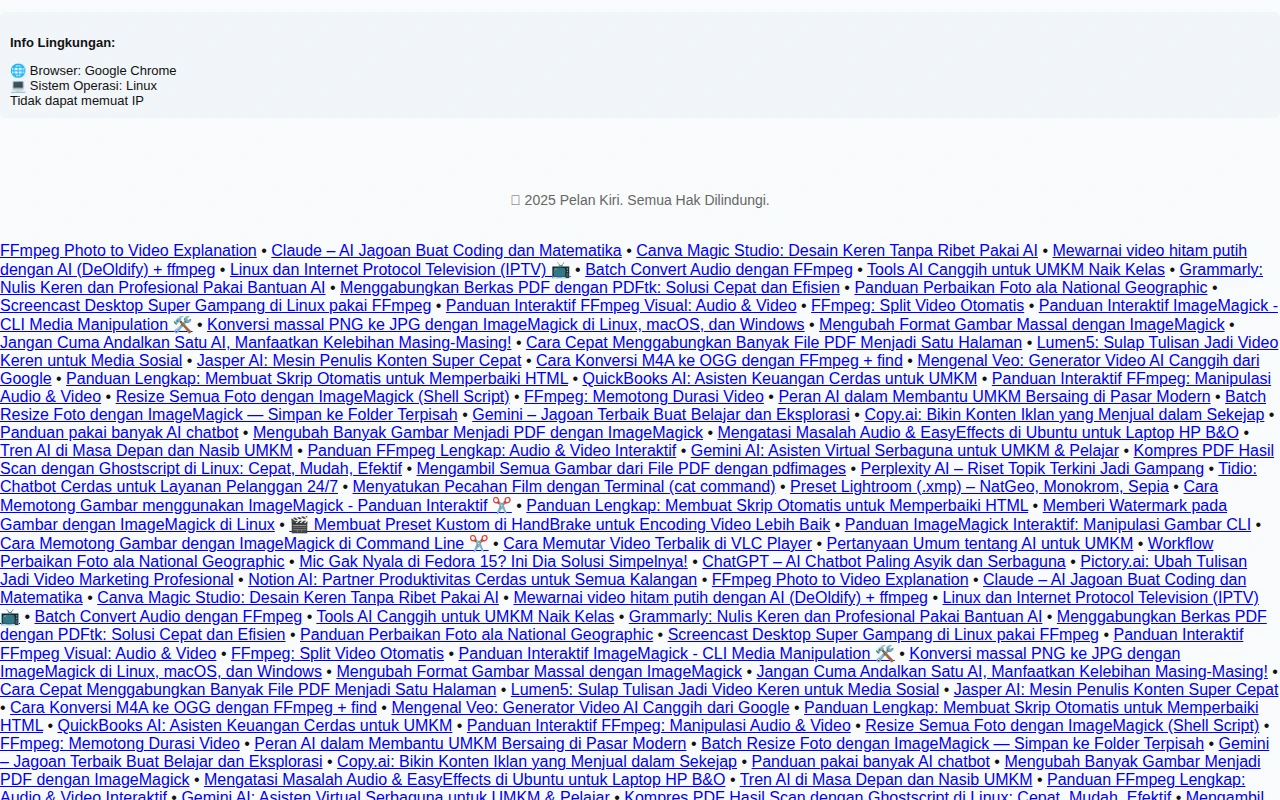 Info Lingkungan:
🌐 Browser: Google Chrome
💻 Sistem Operasi: Linux
Tidak dapat memuat IP
2025 Pelan Kiri. Semua Hak Dilindungi.
FFmpeg Photo to Video Explanation • Claude – AI Jagoan Buat Coding dan Matematika • Canva Magic Studio: Desain Keren Tanpa Ribet Pakai AI • Mewarnai video hitam putih
dengan AI (DeOldify) + ffmpeg • Linux dan Internet Protocol Television (IPTV) 📺 • Batch Convert Audio dengan FFmpeg • Tools AI Canggih untuk UMKM Naik Kelas • Grammarly:
Nulis Keren dan Profesional Pakai Bantuan AI • Menggabungkan Berkas PDF dengan PDFtk: Solusi Cepat dan Efisien • Panduan Perbaikan Foto ala National Geographic •
Screencast Desktop Super Gampang di Linux pakai FFmpeg • Panduan Interaktif FFmpeg Visual: Audio & Video • FFmpeg: Split Video Otomatis • Panduan Interaktif ImageMagick -
CLI Media Manipulation 🛠️ • Konversi massal PNG ke JPG dengan ImageMagick di Linux, macOS, dan Windows • Mengubah Format Gambar Massal dengan ImageMagick •
Jangan Cuma Andalkan Satu AI, Manfaatkan Kelebihan Masing-Masing! • Cara Cepat Menggabungkan Banyak File PDF Menjadi Satu Halaman • Lumen5: Sulap Tulisan Jadi Video
Keren untuk Media Sosial • Jasper AI: Mesin Penulis Konten Super Cepat • Cara Konversi M4A ke OGG dengan FFmpeg + find • Mengenal Veo: Generator Video AI Canggih dari
Google • Panduan Lengkap: Membuat Skrip Otomatis untuk Memperbaiki HTML • QuickBooks AI: Asisten Keuangan Cerdas untuk UMKM • Panduan Interaktif FFmpeg: Manipulasi
Audio & Video • Resize Semua Foto dengan ImageMagick (Shell Script) • FFmpeg: Memotong Durasi Video • Peran AI dalam Membantu UMKM Bersaing di Pasar Modern • Batch
Resize Foto dengan ImageMagick — Simpan ke Folder Terpisah • Gemini – Jagoan Terbaik Buat Belajar dan Eksplorasi • Copy.ai: Bikin Konten Iklan yang Menjual dalam Sekejap •
Panduan pakai banyak AI chatbot • Mengubah Banyak Gambar Menjadi PDF dengan ImageMagick • Mengatasi Masalah Audio & EasyEffects di Ubuntu untuk Laptop HP B&O •
Tren AI di Masa Depan dan Nasib UMKM • Panduan FFmpeg Lengkap: Audio & Video Interaktif • Gemini AI: Asisten Virtual Serbaguna untuk UMKM & Pelajar • Kompres PDF Hasil
Scan dengan Ghostscript di Linux: Cepat, Mudah, Efektif • Mengambil Semua Gambar dari File PDF dengan pdfimages • Perplexity AI – Riset Topik Terkini Jadi Gampang • Tidio:
Chatbot Cerdas untuk Layanan Pelanggan 24/7 • Menyatukan Pecahan Film dengan Terminal (cat command) • Preset Lightroom (.xmp) – NatGeo, Monokrom, Sepia • Cara
Memotong Gambar menggunakan ImageMagick - Panduan Interaktif ✂️ • Panduan Lengkap: Membuat Skrip Otomatis untuk Memperbaiki HTML • Memberi Watermark pada
Gambar dengan ImageMagick di Linux • 🎬 Membuat Preset Kustom di HandBrake untuk Encoding Video Lebih Baik • Panduan ImageMagick Interaktif: Manipulasi Gambar CLI •
Cara Memotong Gambar dengan ImageMagick di Command Line ✂️ • Cara Memutar Video Terbalik di VLC Player • Pertanyaan Umum tentang AI untuk UMKM • Workflow
Perbaikan Foto ala National Geographic • Mic Gak Nyala di Fedora 15? Ini Dia Solusi Simpelnya! • ChatGPT – AI Chatbot Paling Asyik dan Serbaguna • Pictory.ai: Ubah Tulisan
Jadi Video Marketing Profesional • Notion AI: Partner Produktivitas Cerdas untuk Semua Kalangan • FFmpeg Photo to Video Explanation • Claude – AI Jagoan Buat Coding dan
Matematika • Canva Magic Studio: Desain Keren Tanpa Ribet Pakai AI • Mewarnai video hitam putih dengan AI (DeOldify) + ffmpeg • Linux dan Internet Protocol Television (IPTV)
📺 • Batch Convert Audio dengan FFmpeg • Tools AI Canggih untuk UMKM Naik Kelas • Grammarly: Nulis Keren dan Profesional Pakai Bantuan AI • Menggabungkan Berkas PDF
dengan PDFtk: Solusi Cepat dan Efisien • Panduan Perbaikan Foto ala National Geographic • Screencast Desktop Super Gampang di Linux pakai FFmpeg • Panduan Interaktif
FFmpeg Visual: Audio & Video • FFmpeg: Split Video Otomatis • Panduan Interaktif ImageMagick - CLI Media Manipulation 🛠️ • Konversi massal PNG ke JPG dengan
ImageMagick di Linux, macOS, dan Windows • Mengubah Format Gambar Massal dengan ImageMagick • Jangan Cuma Andalkan Satu AI, Manfaatkan Kelebihan Masing-Masing! •
Cara Cepat Menggabungkan Banyak File PDF Menjadi Satu Halaman • Lumen5: Sulap Tulisan Jadi Video Keren untuk Media Sosial • Jasper AI: Mesin Penulis Konten Super Cepat
• Cara Konversi M4A ke OGG dengan FFmpeg + find • Mengenal Veo: Generator Video AI Canggih dari Google • Panduan Lengkap: Membuat Skrip Otomatis untuk Memperbaiki
HTML • QuickBooks AI: Asisten Keuangan Cerdas untuk UMKM • Panduan Interaktif FFmpeg: Manipulasi Audio & Video • Resize Semua Foto dengan ImageMagick (Shell Script) •
FFmpeg: Memotong Durasi Video • Peran AI dalam Membantu UMKM Bersaing di Pasar Modern • Batch Resize Foto dengan ImageMagick — Simpan ke Folder Terpisah • Gemini
– Jagoan Terbaik Buat Belajar dan Eksplorasi • Copy.ai: Bikin Konten Iklan yang Menjual dalam Sekejap • Panduan pakai banyak AI chatbot • Mengubah Banyak Gambar Menjadi
PDF dengan ImageMagick • Mengatasi Masalah Audio & EasyEffects di Ubuntu untuk Laptop HP B&O • Tren AI di Masa Depan dan Nasib UMKM • Panduan FFmpeg Lengkap:
Audio & Video Interaktif • Gemini AI: Asisten Virtual Serbaguna untuk UMKM & Pelajar • Kompres PDF Hasil Scan dengan Ghostscript di Linux: Cepat, Mudah, Efektif • Mengambil